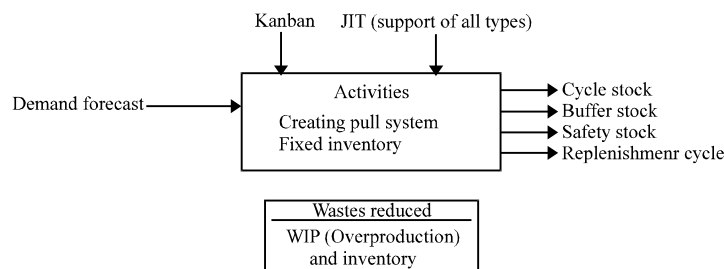 Kanban
JIT (support of all types)
Demand forecast
Activities
Creating pull system
Fixed inventory
Cycle stock
Buffer stock
Safety stock
Replenishmenr cycle
Wastes reduced
WIP (Overproduction)
and inventory